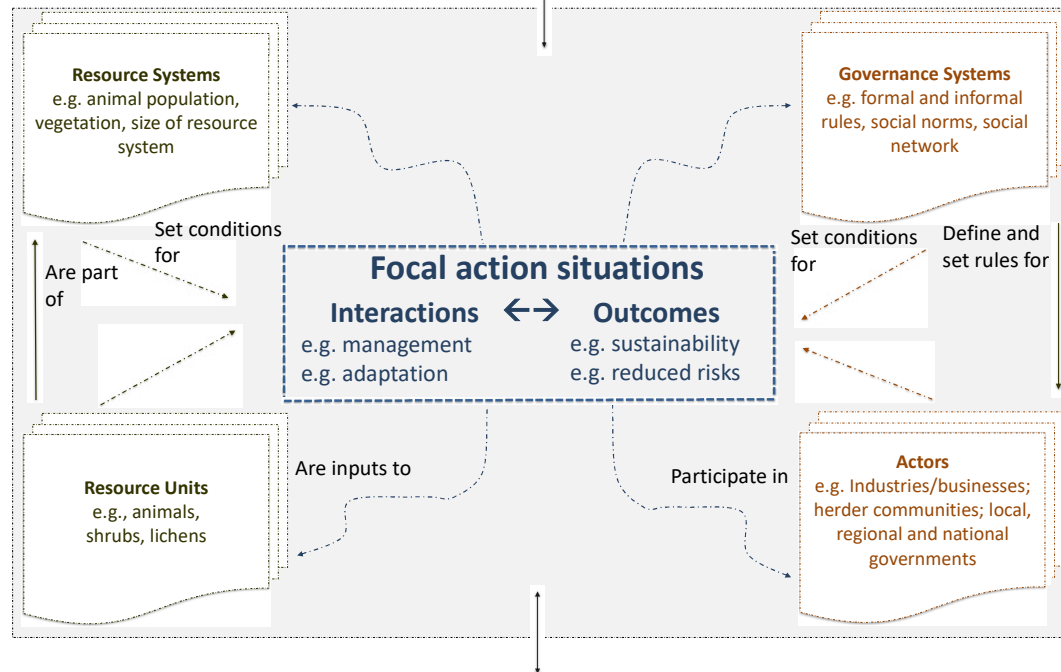 Resource Systems
e.g. animal population,
vegetation, size of resource
system
Governance Systems
e.g. formal and informal
rules, social norms, social
network
Set conditions
for
Are part
of
Set conditions
for
Define and
set rules for
Focal action situations
Interactions ←→ Outcomes
e.g. management
e.g. adaptation
e.g. sustainability
e.g. reduced risks
Are inputs to
Participate in
Resource Units
e.g., animals,
shrubs, lichens
Actors
e.g. Industries/businesses;
herder communities; local,
regional and national
governments